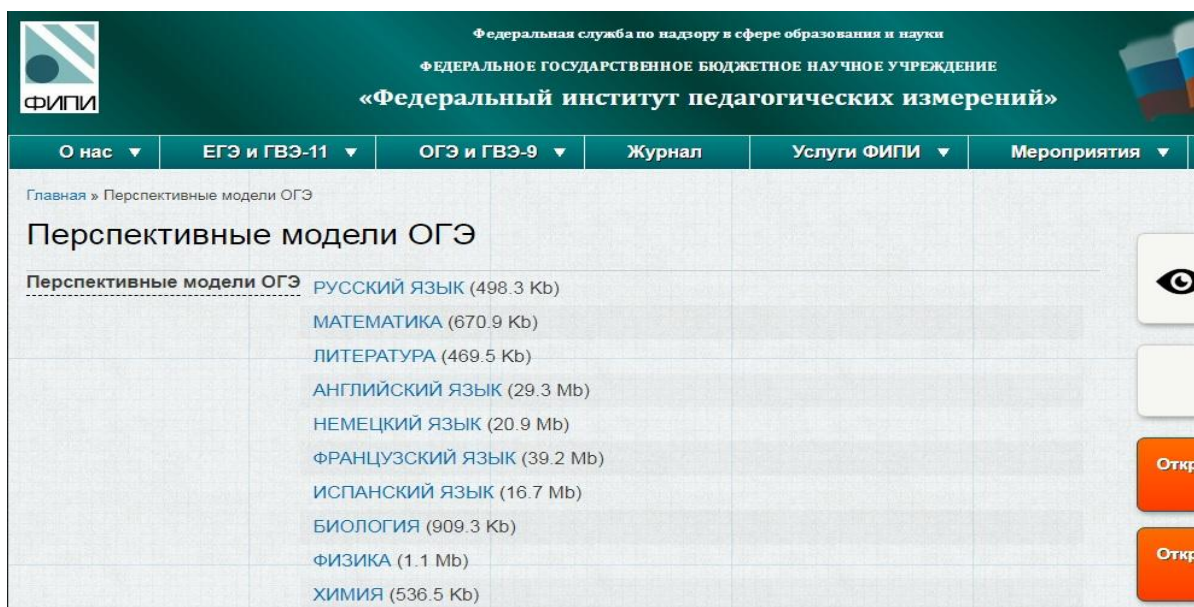 ФИПИ
Федеральная служба по надзору в сфере образования и науки
ФЕДЕРАЛЬНОЕ ГОСУДАРСТВЕННОЕ БЮДЖЕТНОЕ НАУЧНОЕ УЧРЕЖДЕНИЕ
«Федеральный институт педагогических измерений»
О нас ▼ ЕГЭ и ГВЭ-11 ▼ ОГЭ и ГВЭ-9 ▼ Журнал Услуги ФИПИ ▼ Мероприятия ▼
Главная » Перспективные модели ОГЭ
Перспективные модели ОГЭ
Перспективные модели ОГЭ РУССКИЙ ЯЗЫК (498.3 Kb)
МАТЕМАТИКА (670.9 Kb)
ЛИТЕРАТУРА (469.5 Kb)
АНГЛИЙСКИЙ ЯЗЫК (29.3 Mb)
НЕМЕЦКИЙ ЯЗЫК (20.9 Mb)
ФРАНЦУЗСКИЙ ЯЗЫК (39.2 Mb)
ИСПАНСКИЙ ЯЗЫК (16.7 Mb)
БИОЛОГИЯ (909.3 Kb)
ФИЗИКА (1.1 Mb)
ХИМИЯ (536.5 Kb)